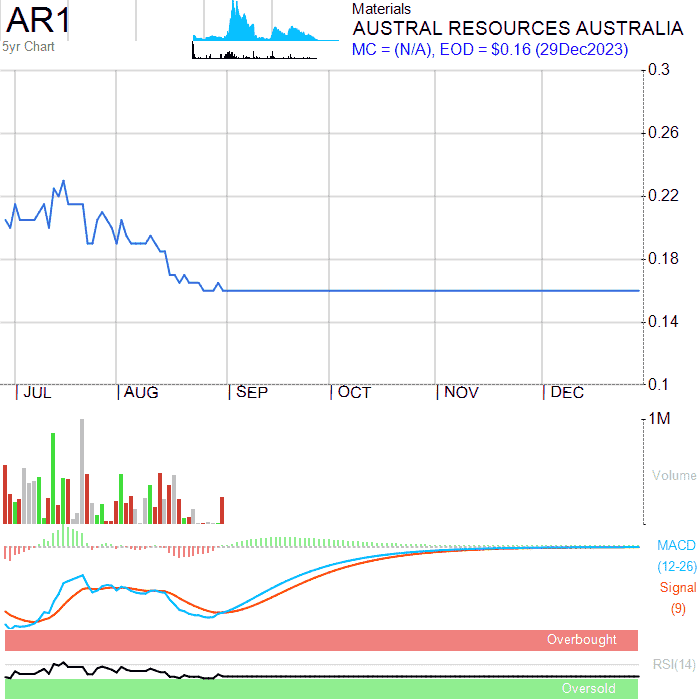 AR1
5yr Chart
Materials
AUSTRAL RESOURCES AUSTRALIA
MC = (N/A), EOD = $0.16 (29Dec2023)
0.3
0.26
0.22
0.18
0.14
0.1
JUL AUG SEP OCT NOV DEC
1M
Volume
MACD
(12-26)
Signal
(9)
Overbought
RSI(14)
Oversold